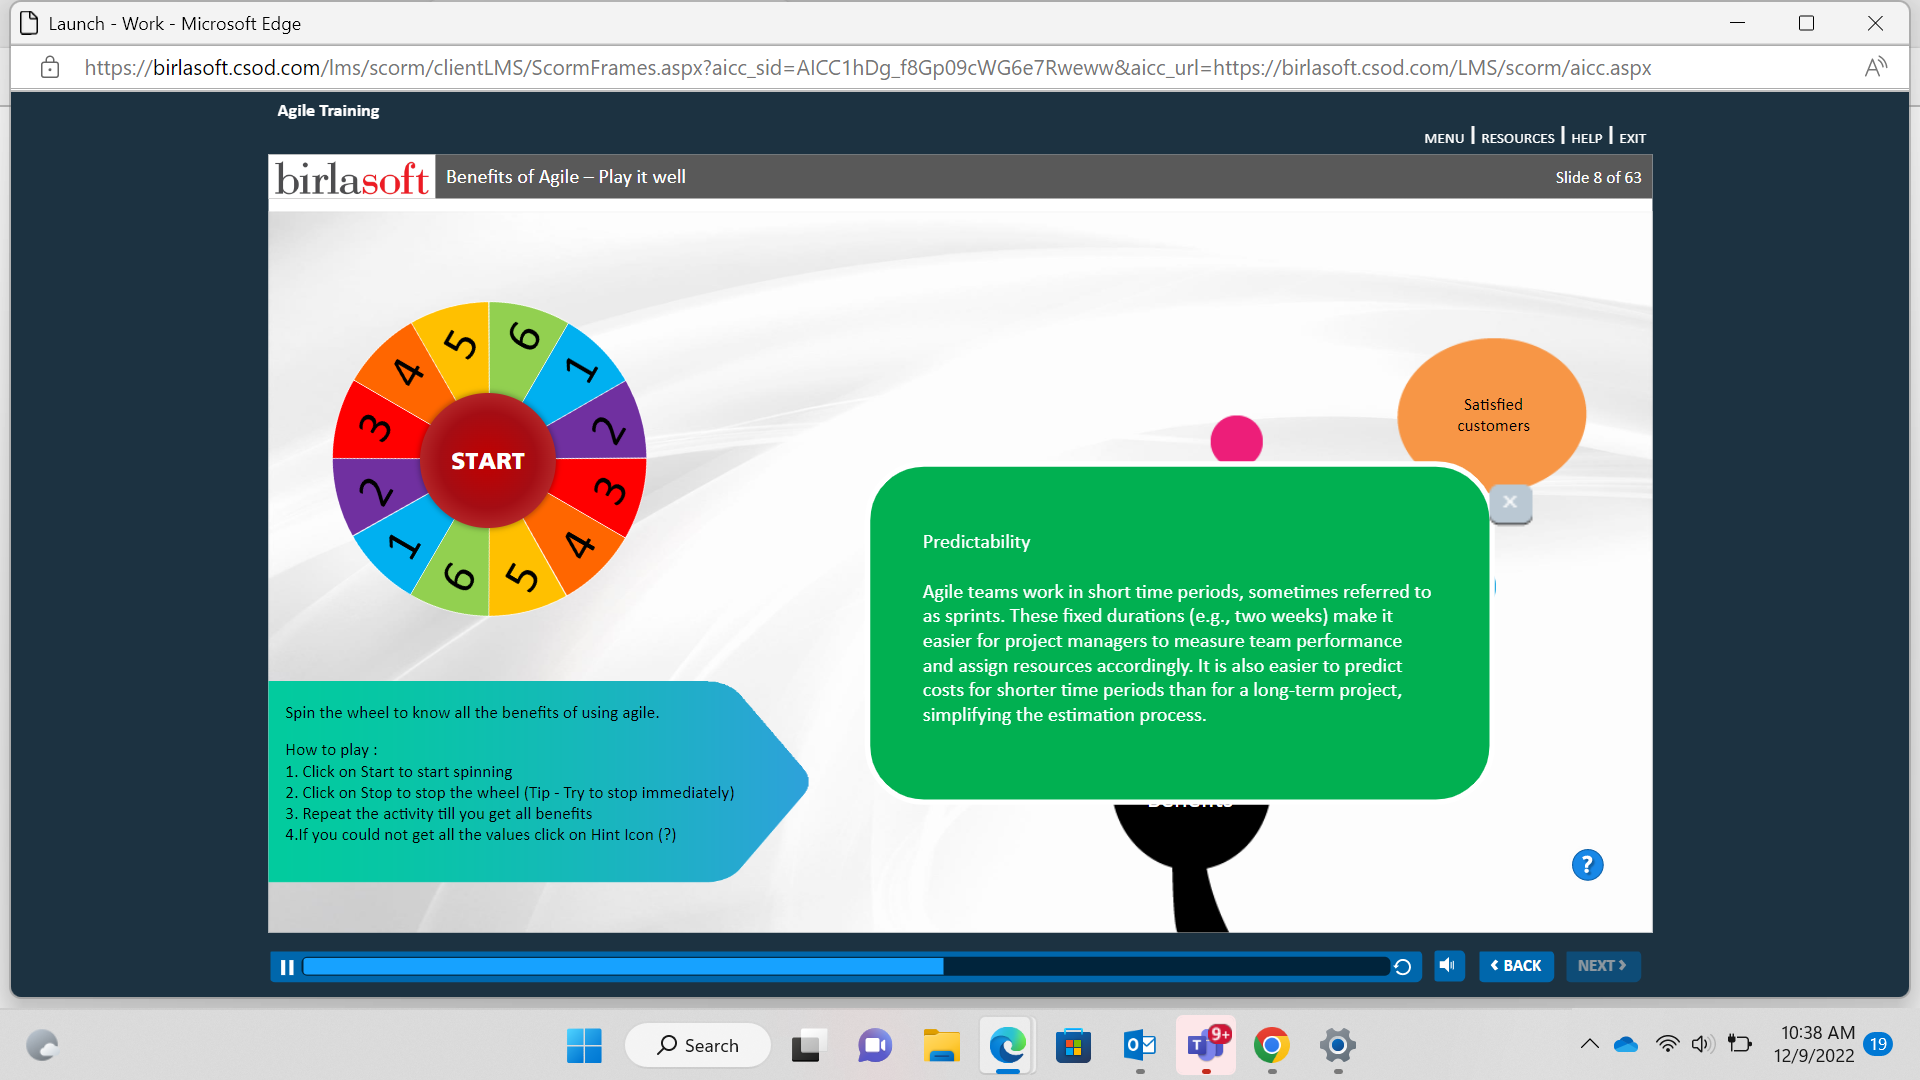 Launch - Work - Microsoft Edge
https://birlasoft.csod.com/lms/scorm/clientLMS/ScormFrames.aspx?aicc_sid=AICC1hDg_f8Gp09cWG6e7Rweww&aicc_url=https://birlasoft.csod.com/LMS/scorm/aicc.aspx
Agile Training
MENU | RESOURCES | HELP | EXIT
birlasoft
Benefits of Agile – Play it well
Slide 8 of 63
5
6
4
1
3
2
START
2
3
1
4
6
5
Satisfied
customers
Predictability
Agile teams work in short time periods, sometimes referred to
as sprints. These fixed durations (e.g., two weeks) make it
easier for project managers to measure team performance
and assign resources accordingly. It is also easier to predict
costs for shorter time periods than for a long-term project,
simplifying the estimation process.
Benefits
Spin the wheel to know all the benefits of using agile.
How to play :
1. Click on Start to start spinning
2. Click on Stop to stop the wheel (Tip - Try to stop immediately)
3. Repeat the activity till you get all benefits
4.If you could not get all the values click on Hint Icon (?)
?
BACK
NEXT
Search
9+
10:38 AM
12/9/2022
19